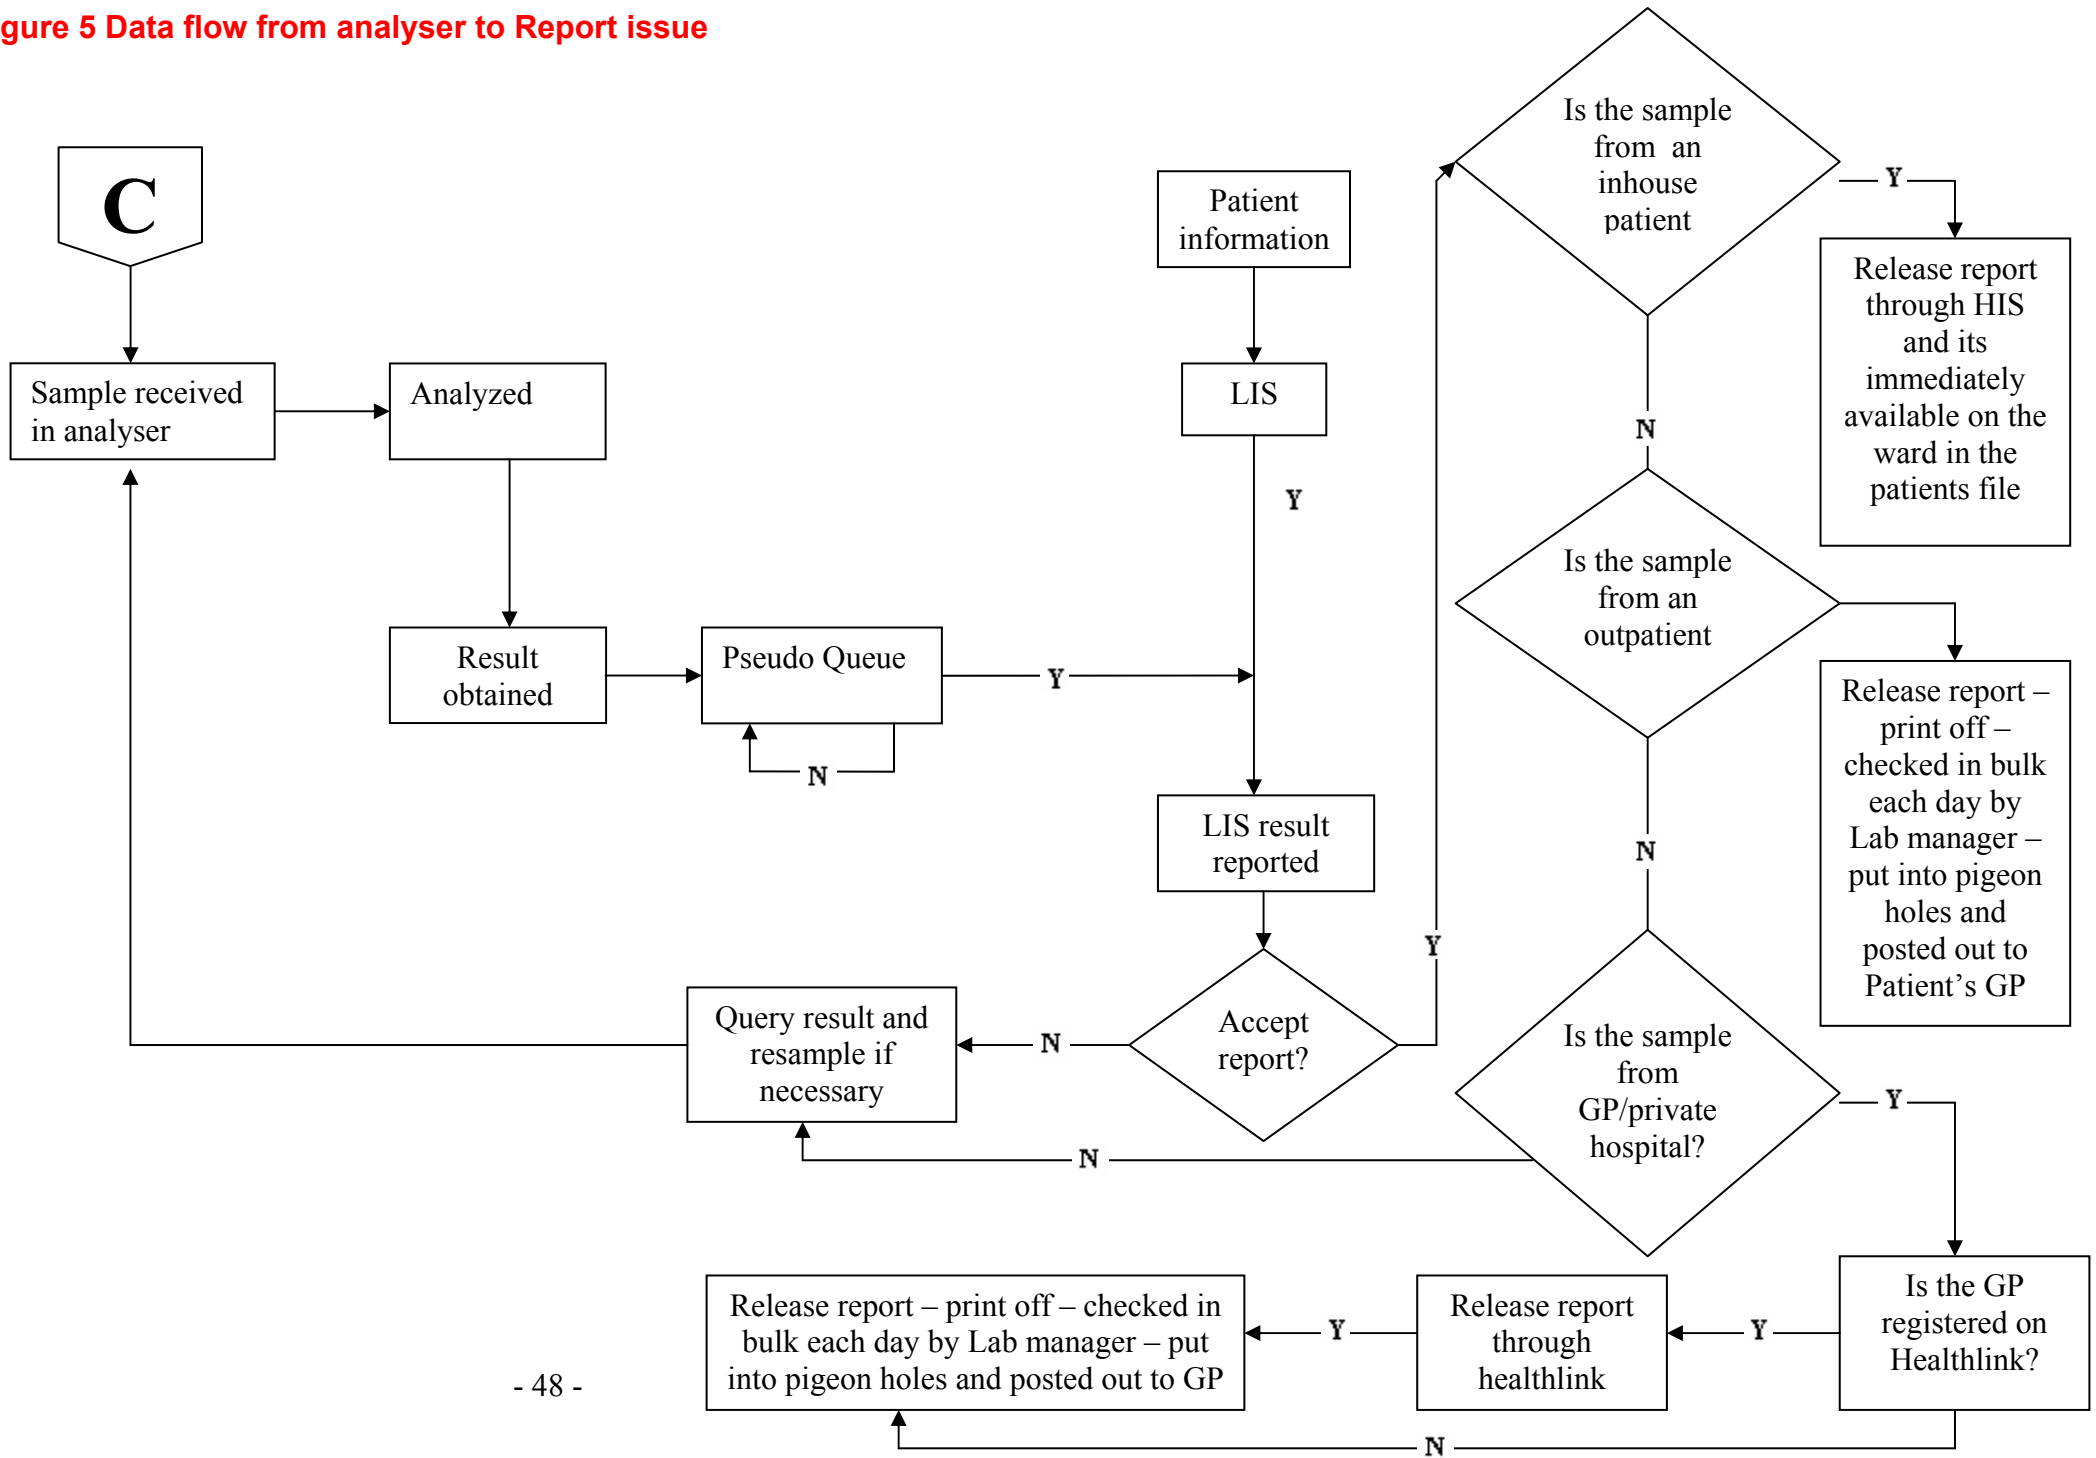 gure 5 Data flow from analyser to Report issue
C
Sample received
in analyser
Analyzed
Result
obtained
Pseudo Queue
N
Y
Patient
information
LIS
Y
LIS result
reported
Accept
report?
N
Query result and
resample if
necessary
Y
Is the sample
from an
inhouse
patient
Y
Release report
through HIS
and its
immediately
available on the
ward in the
patients file
N
Is the sample
from an
outpatient
Release report –
print off –
checked in bulk
each day by
Lab manager –
put into pigeon
holes and
posted out to
Patient’s GP
N
Is the sample
from
GP/private
hospital?
N
Y
Is the GP
registered on
Healthlink?
Y
Release report
through
healthlink
Y
Release report – print off – checked in
bulk each day by Lab manager – put
into pigeon holes and posted out to GP
N
- 48 -